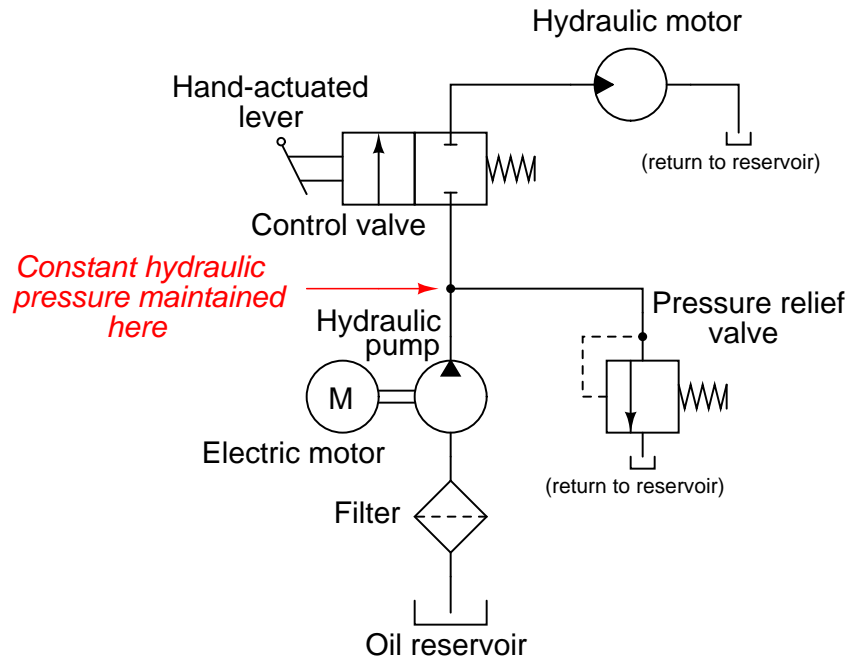 Hydraulic motor
Hand-actuated
lever
(return to reservoir)
Control valve
Constant hydraulic
pressure maintained
here
Hydraulic
pump
Pressure relief
valve
M
Electric motor
(return to reservoir)
Filter
Oil reservoir